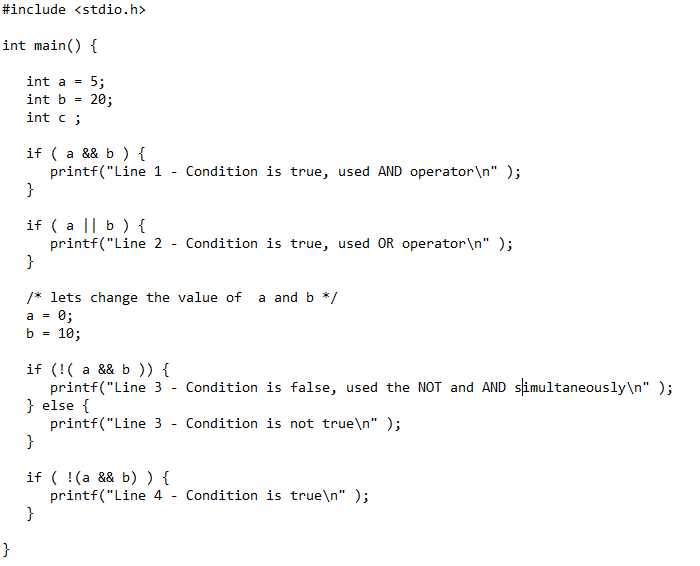 #include <stdio.h>
int main() {
int a = 5;
int b = 20;
int c ;
if ( a && b ) {
printf("Line 1 - Condition is true, used AND operator\n" );
}
if ( a || b ) {
printf("Line 2 - Condition is true, used OR operator\n" );
}
/* lets change the value of  a and b */
a = 0;
b = 10;
if (!( a && b )) {
printf("Line 3 - Condition is false, used the NOT and AND simultaneously\n" );
} else {
printf("Line 3 - Condition is not true\n" );
}
if ( !(a && b) ) {
printf("Line 4 - Condition is true\n" );
}
}